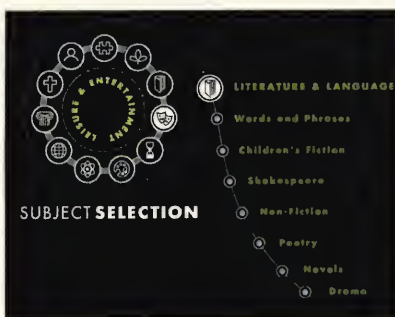 LEISURE & ENTERTAINMENT
SUBJECT SELECTION
LITERATURE & LANGUAGE
Words and Phrases
Children's Fiction
Shakespeare
Non-Fiction
Poetry
Novels
Drama